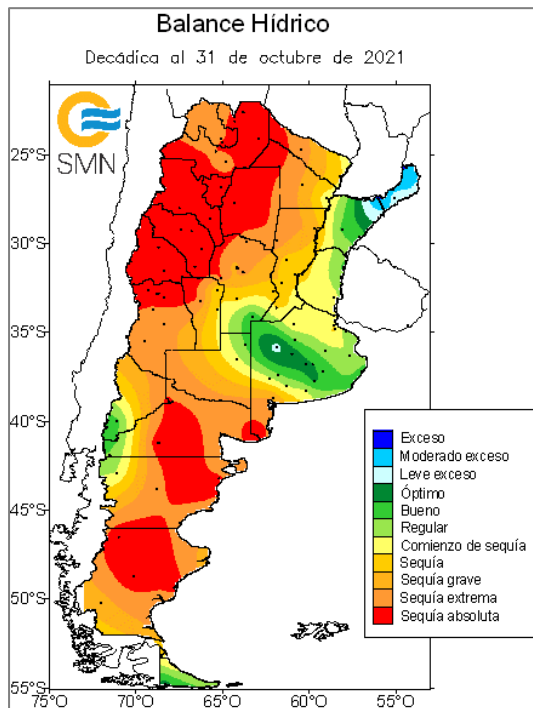 Balance Hídrico
Decádica al 31 de octubre de 2021
SMN
25°S
30°S
35°S
40°S
45°S
50°S
55°S
75°O
70°O
65°O
60°O
55°O
Exceso
Moderado exceso
Leve exceso
Óptimo
Bueno
Regular
Comienzo de sequía
Sequía
Sequía grave
Sequía extrema
Sequía absoluta